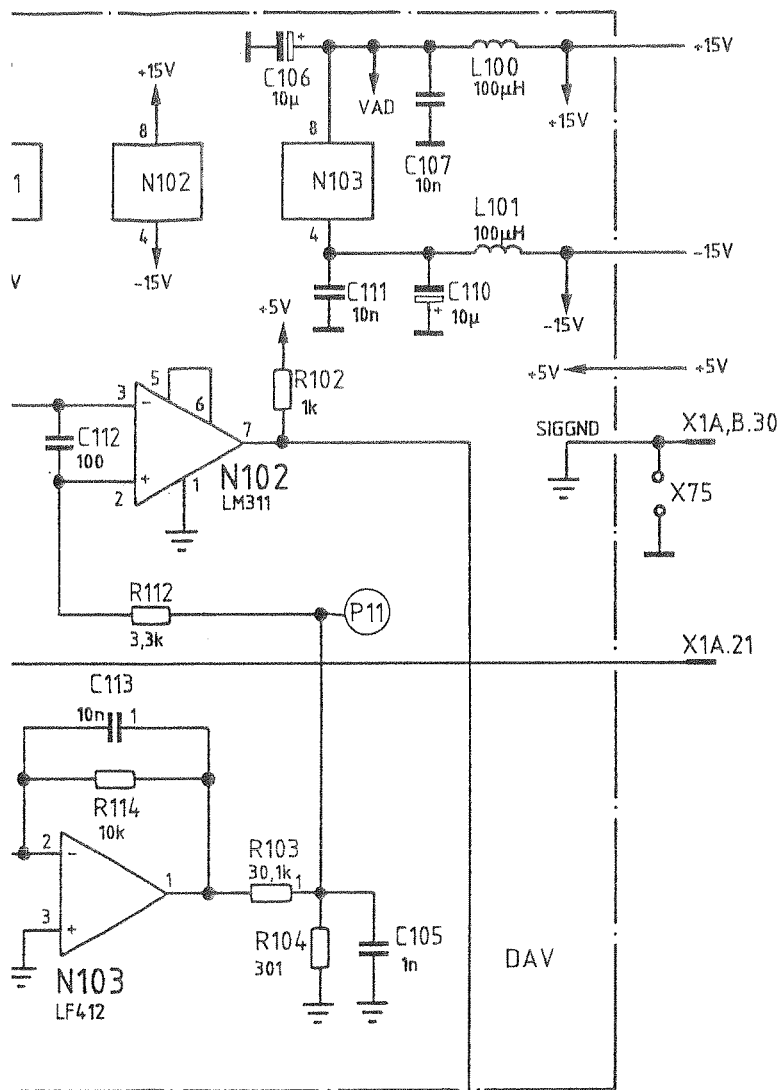 +15V
C106
10µ
VAD
L100
100µH
+15V
+15V
8
8
C107
10n
1
N102
N103
L101
100µH
4
4
-15V
-15V
V
+5V
C111
10n
C110
10µ
+
-15V
+5V
+5V
5
R102
1k
3
-
6
7
C112
100
SIGGND
X1A,B.30
+
2
1
N102
LM311
X75
R112
3,3k
P11
X1A.21
C113
10n
1
R114
10k
2
-
1
R103
30,1k
1
3
+
R104
301
C105
1n
DAV
N103
LF412